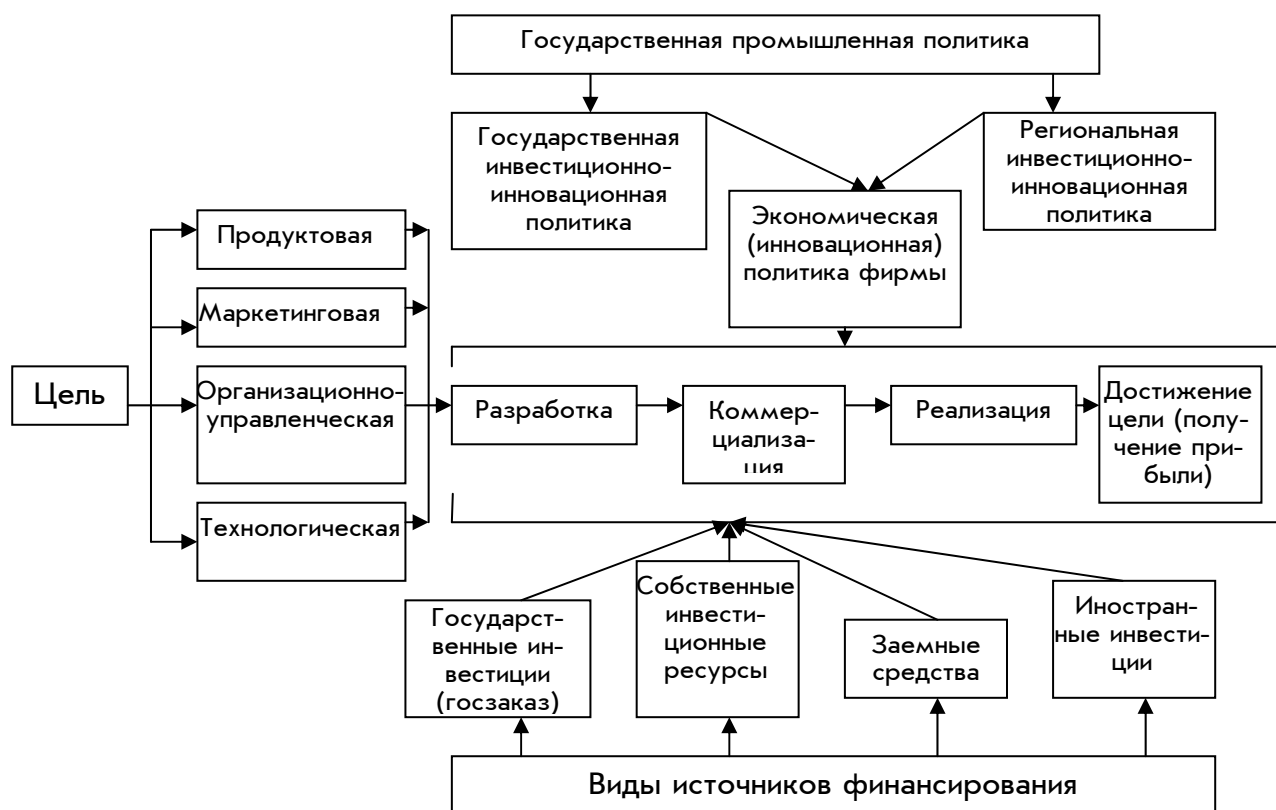 Государственная промышленная политика
Государственная
инвестиционно-
инновационная
политика
Региональная
инвестиционно-
инновационная
политика
Экономическая
(инновационная)
политика фирмы
Цель
Продуктовая
Маркетинговая
Организационно-
управленческая
Технологическая
Разработка
Коммер-
циализа-
ция
Реализация
Достижение
цели (полу-
чение при-
были)
Государст-
венные ин-
вестиции
(госзаказ)
Собственные
инвести-
ционные
ресурсы
Заемные
средства
Иностран-
ные инвести-
ции
Виды источников финансирования